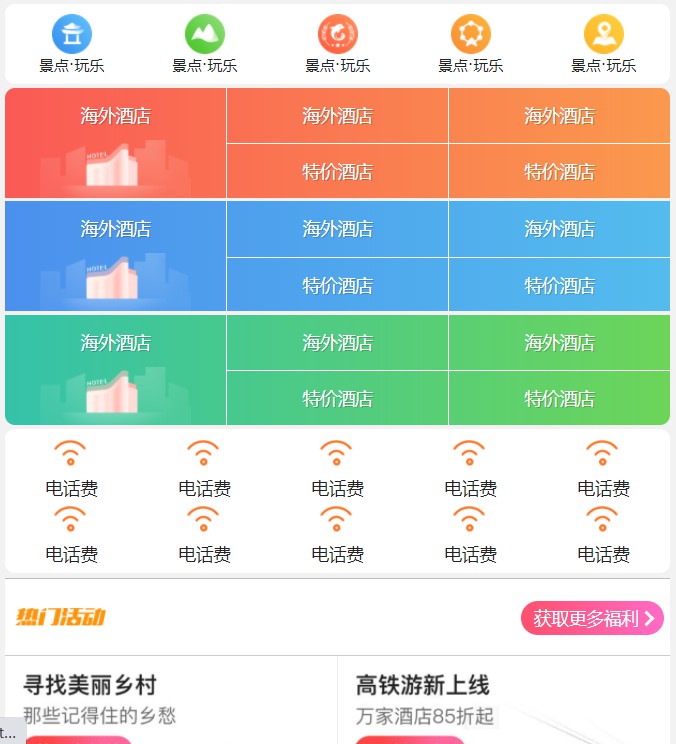 景点·玩乐 景点·玩乐 景点·玩乐 景点·玩乐 景点·玩乐
海外酒店 海外酒店 海外酒店
HOTEL
特价酒店 特价酒店
海外酒店 海外酒店 海外酒店
HOTEL
特价酒店 特价酒店
海外酒店 海外酒店 海外酒店
HOTEL
特价酒店 特价酒店
电话费 电话费 电话费 电话费 电话费
电话费 电话费 电话费 电话费 电话费
热门活动 获取更多福利
寻找美丽乡村 高铁游新上线
那些记得住的乡愁 万家酒店85折起
t...